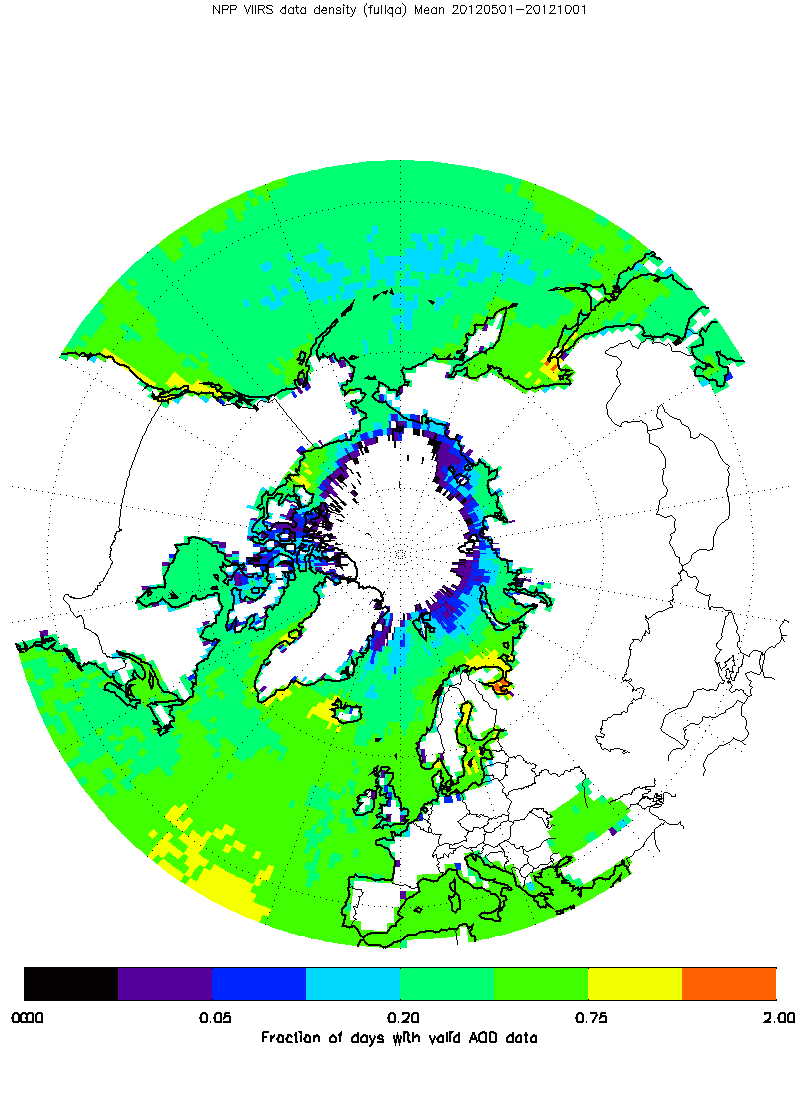 NPP VIIRS data density (fullqa) Mean 20120501-20121001
0.00 0.05 0.20 0.75 2.00
Fraction of days with valid AOD data